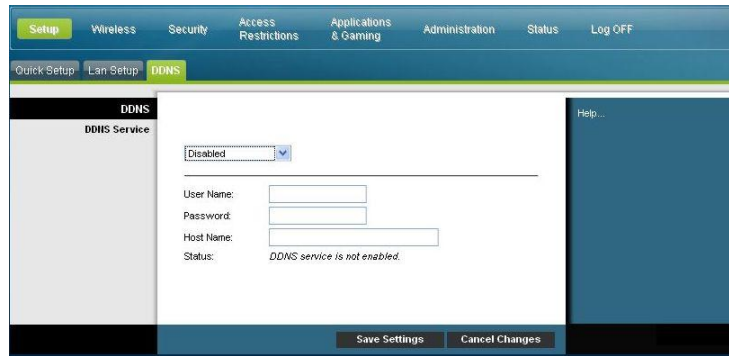 Setup Wireless Security Access Restrictions Applications & Gaming Administration Status Log OFF
Quick Setup Lan Setup DDNS
DDNS
DDNS Service
Help...
Disabled
User Name:
Password:
Host Name:
Status: DDNS service is not enabled.
Save Settings Cancel Changes